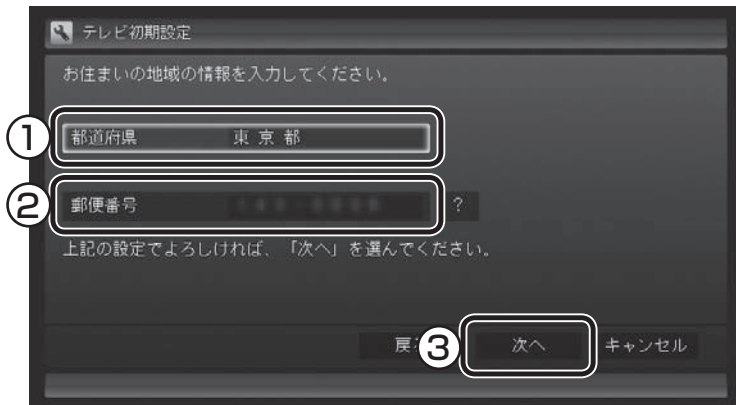 テレビ初期設定
お住まいの地域の情報を入力してください。
① 都道府県 東京都
② 郵便番号 ?
上記の設定でよろしければ、「次へ」を選んでください。
③ 次へ キャンセル